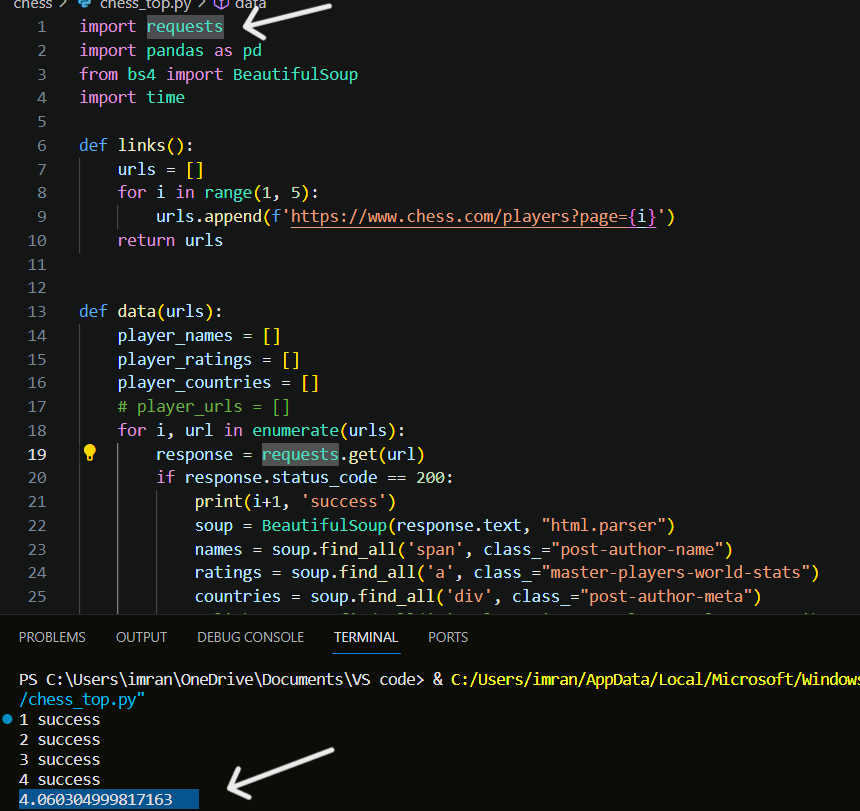 chess > chess_top.py > data
1 import requests
2 import pandas as pd
3 from bs4 import BeautifulSoup
4 import time
5
6 def links():
7     urls = []
8     for i in range(1, 5):
9         urls.append(f'https://www.chess.com/players?page={i}')
10     return urls
11
12
13 def data(urls):
14     player_names = []
15     player_ratings = []
16     player_countries = []
17     # player_urls = []
18     for i, url in enumerate(urls):
19         response = requests.get(url)
20         if response.status_code == 200:
21             print(i+1, 'success')
22             soup = BeautifulSoup(response.text, "html.parser")
23             names = soup.find_all('span', class_="post-author-name")
24             ratings = soup.find_all('a', class_="master-players-world-stats")
25             countries = soup.find_all('div', class_="post-author-meta")
PROBLEMS OUTPUT DEBUG CONSOLE TERMINAL PORTS
PS C:\Users\imran\OneDrive\Documents\VS code> & C:/Users/imran/AppData/Local/Microsoft/Windows
/chess_top.py"
1 success
2 success
3 success
4 success
4.060304999817163